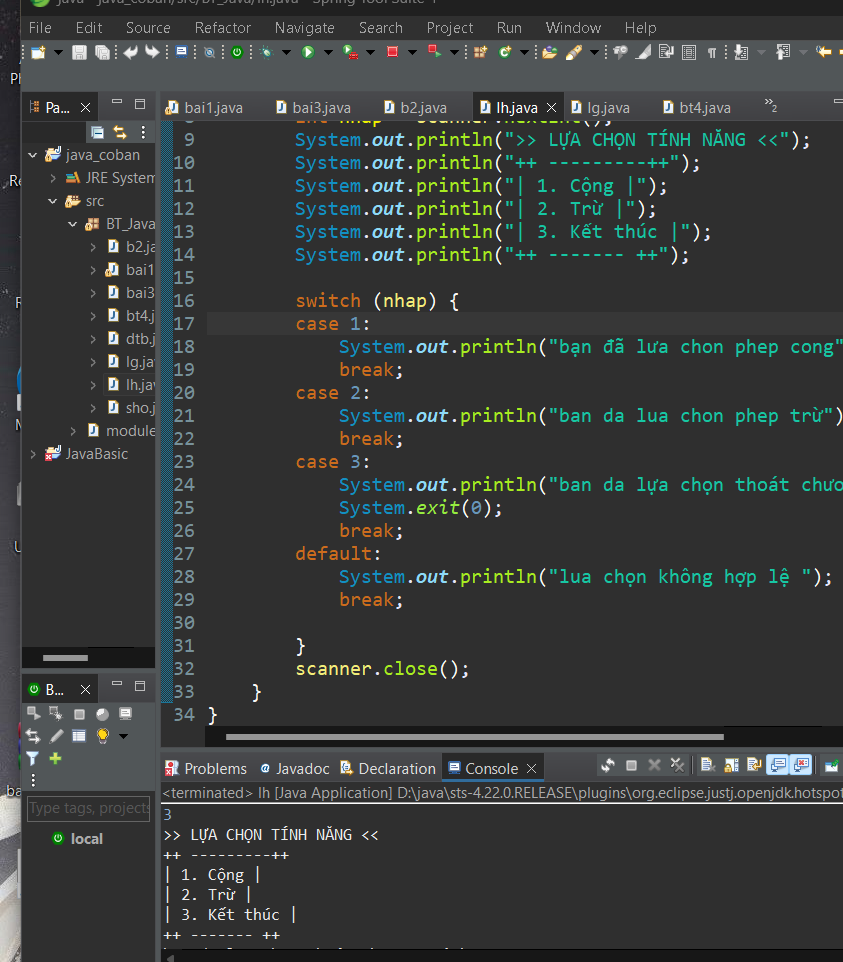 java - java_coban/src/BT_Java/lh.java - Spring Tool Suite 4
File Edit Source Refactor Navigate Search Project Run Window Help
Pa...
bai1.java bai3.java b2.java lh.java lg.java bt4.java »2
java_coban
JRE System
src
BT_Java
b2.ja
bai1
bai3
bt4.j
dtb.j
lg.ja
lh.jav
sho.j
module
JavaBasic
9 System.out.println(">> LỰA CHỌN TÍNH NĂNG <<");
10 System.out.println("++ ---------++");
11 System.out.println("| 1. Cộng |");
12 System.out.println("| 2. Trừ |");
13 System.out.println("| 3. Kết thúc |");
14 System.out.println("++ ------- ++");
15
16 switch (nhap) {
17 case 1:
18 System.out.println("bạn đã lưa chon phep cong"
19 break;
20 case 2:
21 System.out.println("ban da lua chon phep trừ")
22 break;
23 case 3:
24 System.out.println("ban da lựa chọn thoát chươ
25 System.exit(0);
26 break;
27 default:
28 System.out.println("lua chọn không hợp lệ ");
29 break;
30
31 }
32 scanner.close();
33 }
34 }
B...
Type tags, projects
local
Problems Javadoc Declaration Console
<terminated> lh [Java Application] D:\java\sts-4.22.0.RELEASE\plugins\org.eclipse.justj.openjdk.hotspot
3
>> LỰA CHỌN TÍNH NĂNG <<
++ ---------++
| 1. Cộng |
| 2. Trừ |
| 3. Kết thúc |
++ ------- ++